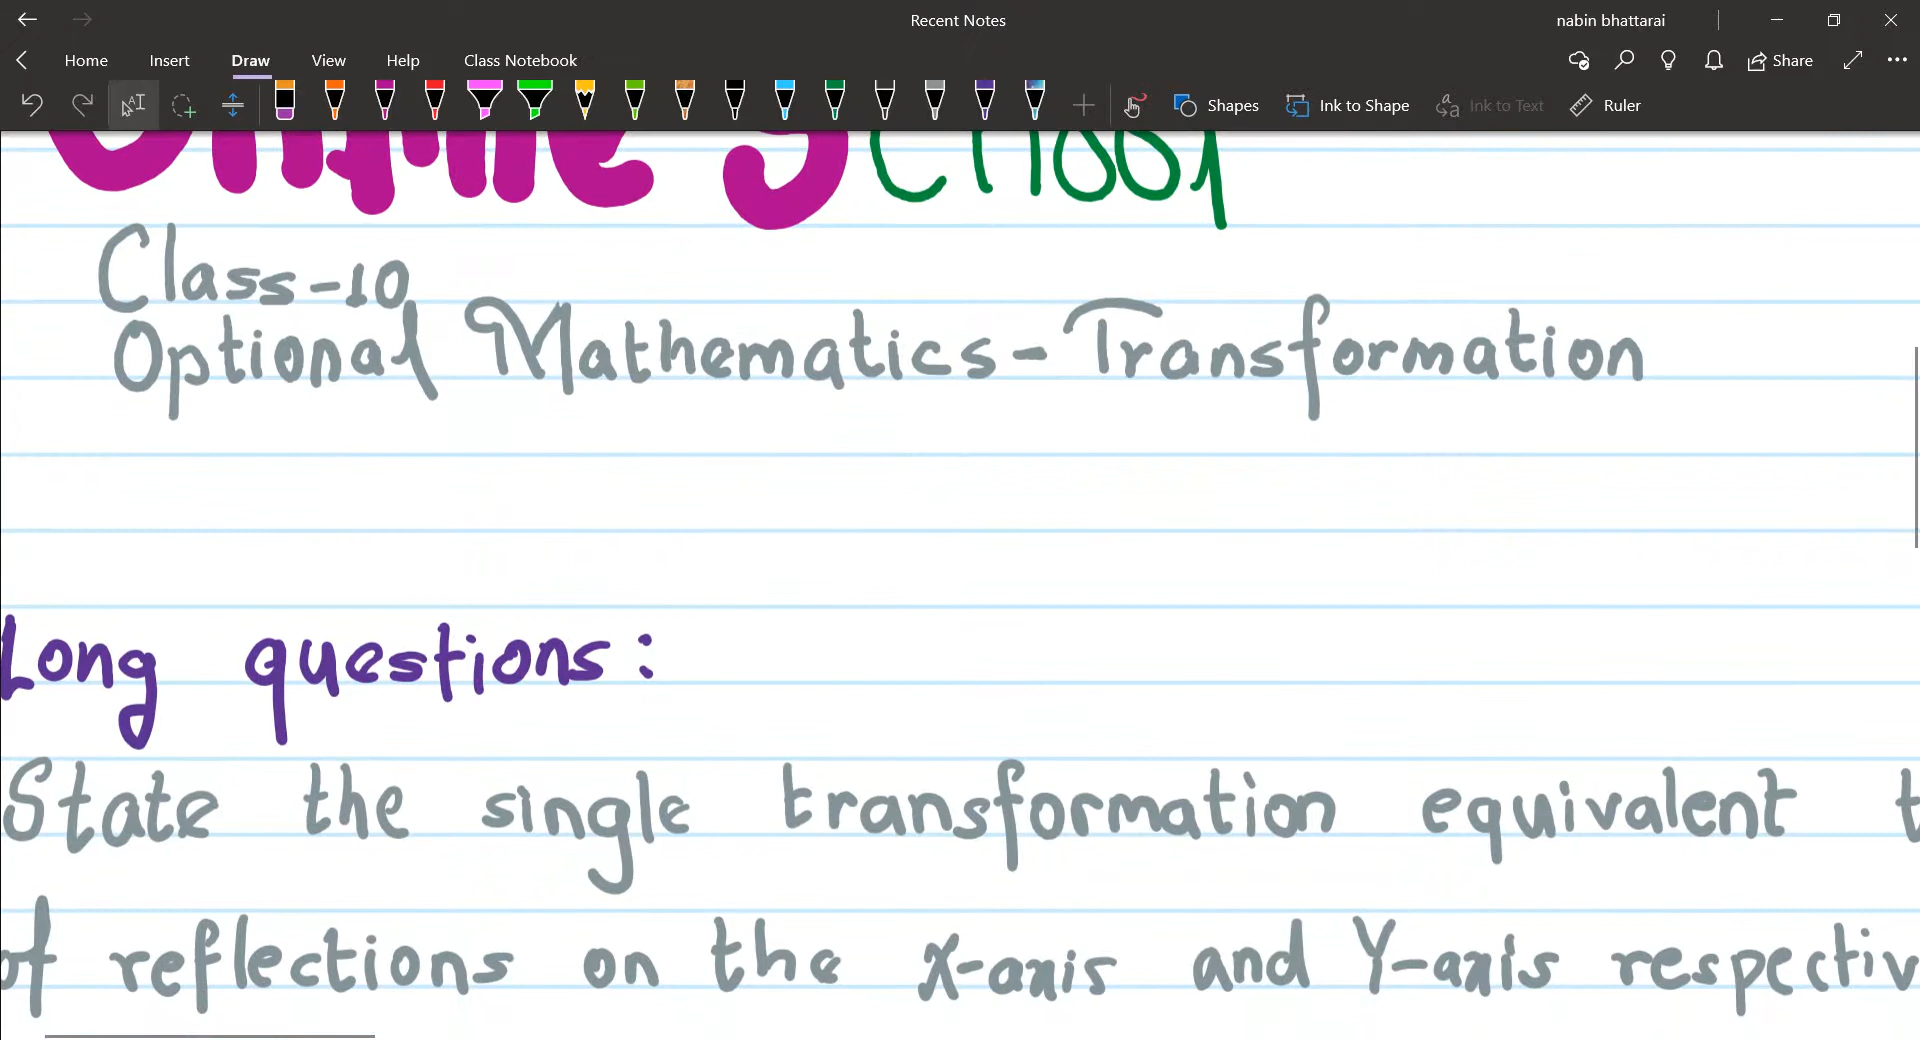 Recent Notes
nabin bhattarai
Home Insert Draw View Help Class Notebook
Share
Shapes Ink to Shape Ink to Text Ruler
School
Class-10
Optional Mathematics-Transformation
Long questions:
State the single transformation equivalent
of reflections on the X-axis and Y-axis